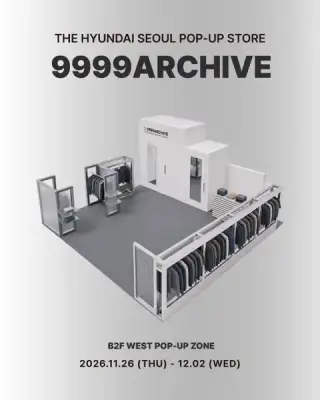 THE HYUNDAI SEOUL POP-UP STORE
9999ARCHIVE
9999ARCHIVE
B2F WEST POP-UP ZONE
2026.11.26 (THU) - 12.02 (WED)